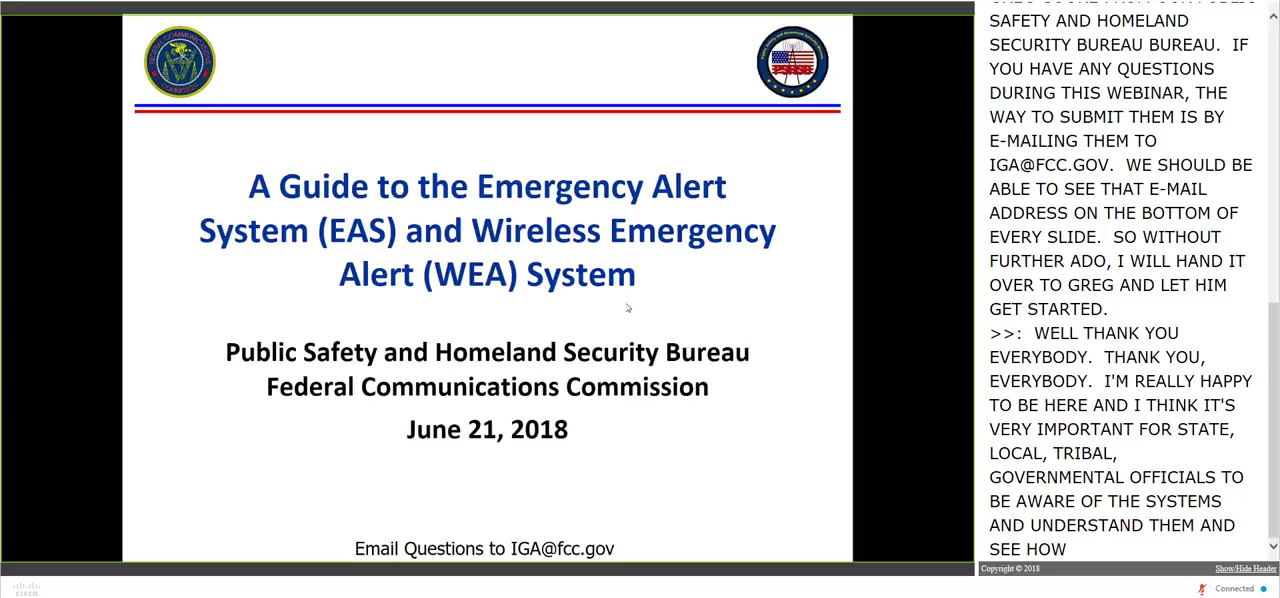 A Guide to the Emergency Alert
System (EAS) and Wireless Emergency
Alert (WEA) System
Public Safety and Homeland Security Bureau
Federal Communications Commission
June 21, 2018
Email Questions to IGA@fcc.gov
SAFETY AND HOMELAND
SECURITY BUREAU BUREAU. IF
YOU HAVE ANY QUESTIONS
DURING THIS WEBINAR, THE
WAY TO SUBMIT THEM IS BY
E-MAILING THEM TO
IGA@FCC.GOV. WE SHOULD BE
ABLE TO SEE THAT E-MAIL
ADDRESS ON THE BOTTOM OF
EVERY SLIDE. SO WITHOUT
FURTHER ADO, I WILL HAND IT
OVER TO GREG AND LET HIM
GET STARTED.
>>: WELL THANK YOU
EVERYBODY. THANK YOU,
EVERYBODY. I'M REALLY HAPPY
TO BE HERE AND I THINK IT'S
VERY IMPORTANT FOR STATE,
LOCAL, TRIBAL,
GOVERNMENTAL OFFICIALS TO
BE AWARE OF THE SYSTEMS
AND UNDERSTAND THEM AND
SEE HOW
Copyright © 2018
Show/Hide Header
CISCO
Connected